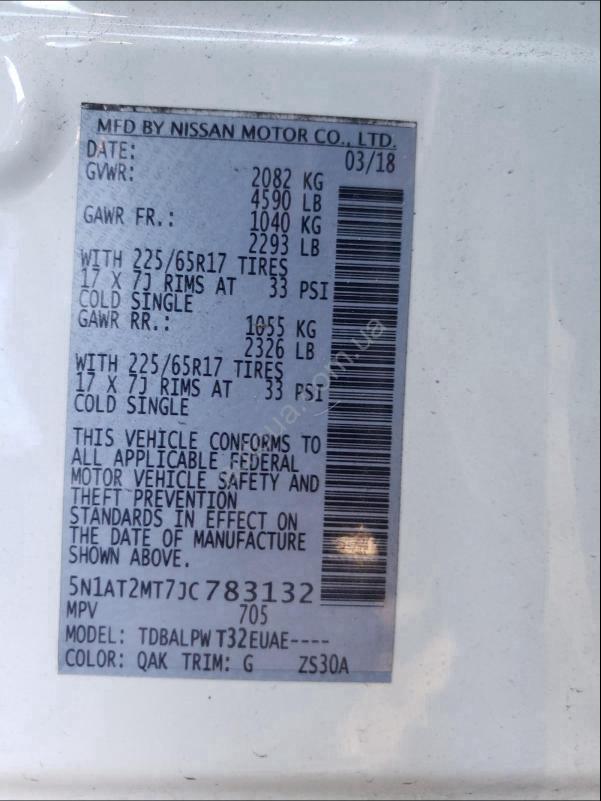 MFD BY NISSAN MOTOR CO., LTD.
DATE: 03/18
GVWR: 2082 KG
4590 LB
GAWR FR.: 1040 KG
2293 LB
WITH 225/65R17 TIRES
17 X 7J RIMS AT 33 PSI
COLD SINGLE
GAWR RR.: 1055 KG
2326 LB
WITH 225/65R17 TIRES
17 X 7J RIMS AT 33 PSI
COLD SINGLE
THIS VEHICLE CONFORMS TO
ALL APPLICABLE FEDERAL
MOTOR VEHICLE SAFETY AND
THEFT PREVENTION
STANDARDS IN EFFECT ON
THE DATE OF MANUFACTURE
SHOWN ABOVE.
5N1AT2MT7JC783132
MPV 705
MODEL: TDBALPWT32EUAE----
COLOR: QAK TRIM: G ZS30A